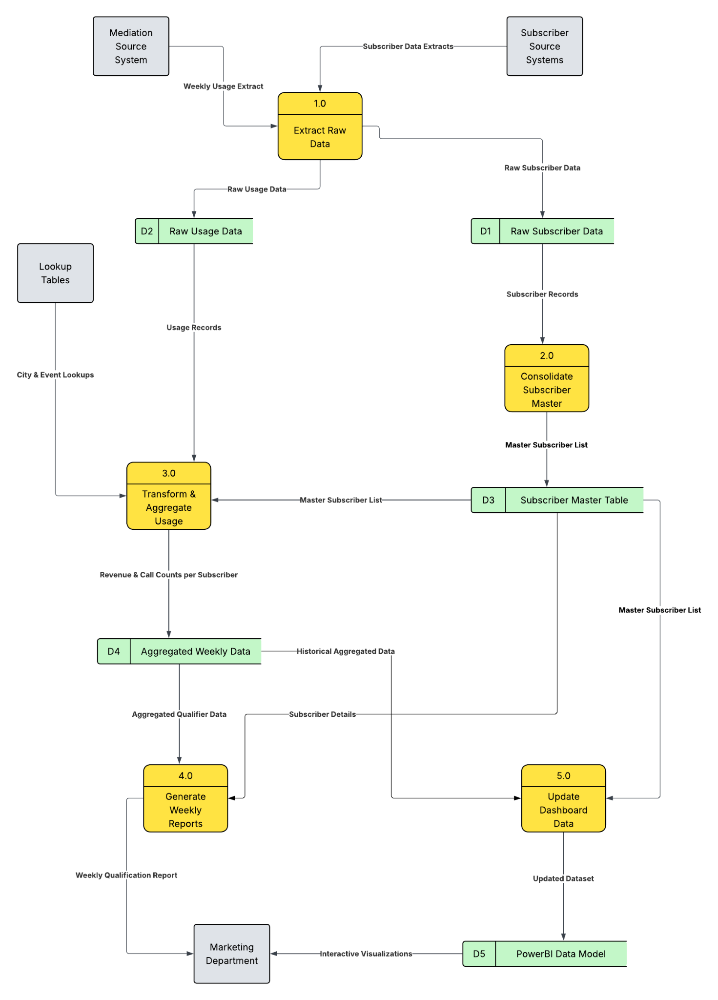 Mediation
Source
System
Subscriber Data Extracts
Subscriber
Source
Systems
Weekly Usage Extract
1.0
Extract Raw
Data
Raw Subscriber Data
Raw Usage Data
D2
Raw Usage Data
D1
Raw Subscriber Data
Lookup
Tables
Subscriber Records
Usage Records
City & Event Lookups
2.0
Consolidate
Subscriber
Master
Master Subscriber List
3.0
Transform &
Aggregate
Usage
Master Subscriber List
D3
Subscriber Master Table
Revenue & Call Counts per Subscriber
Master Subscriber List
D4
Aggregated Weekly Data
Historical Aggregated Data
Aggregated Qualifier Data
Subscriber Details
4.0
Generate
Weekly
Reports
5.0
Update
Dashboard
Data
Weekly Qualification Report
Updated Dataset
Marketing
Department
Interactive Visualizations
D5
PowerBI Data Model